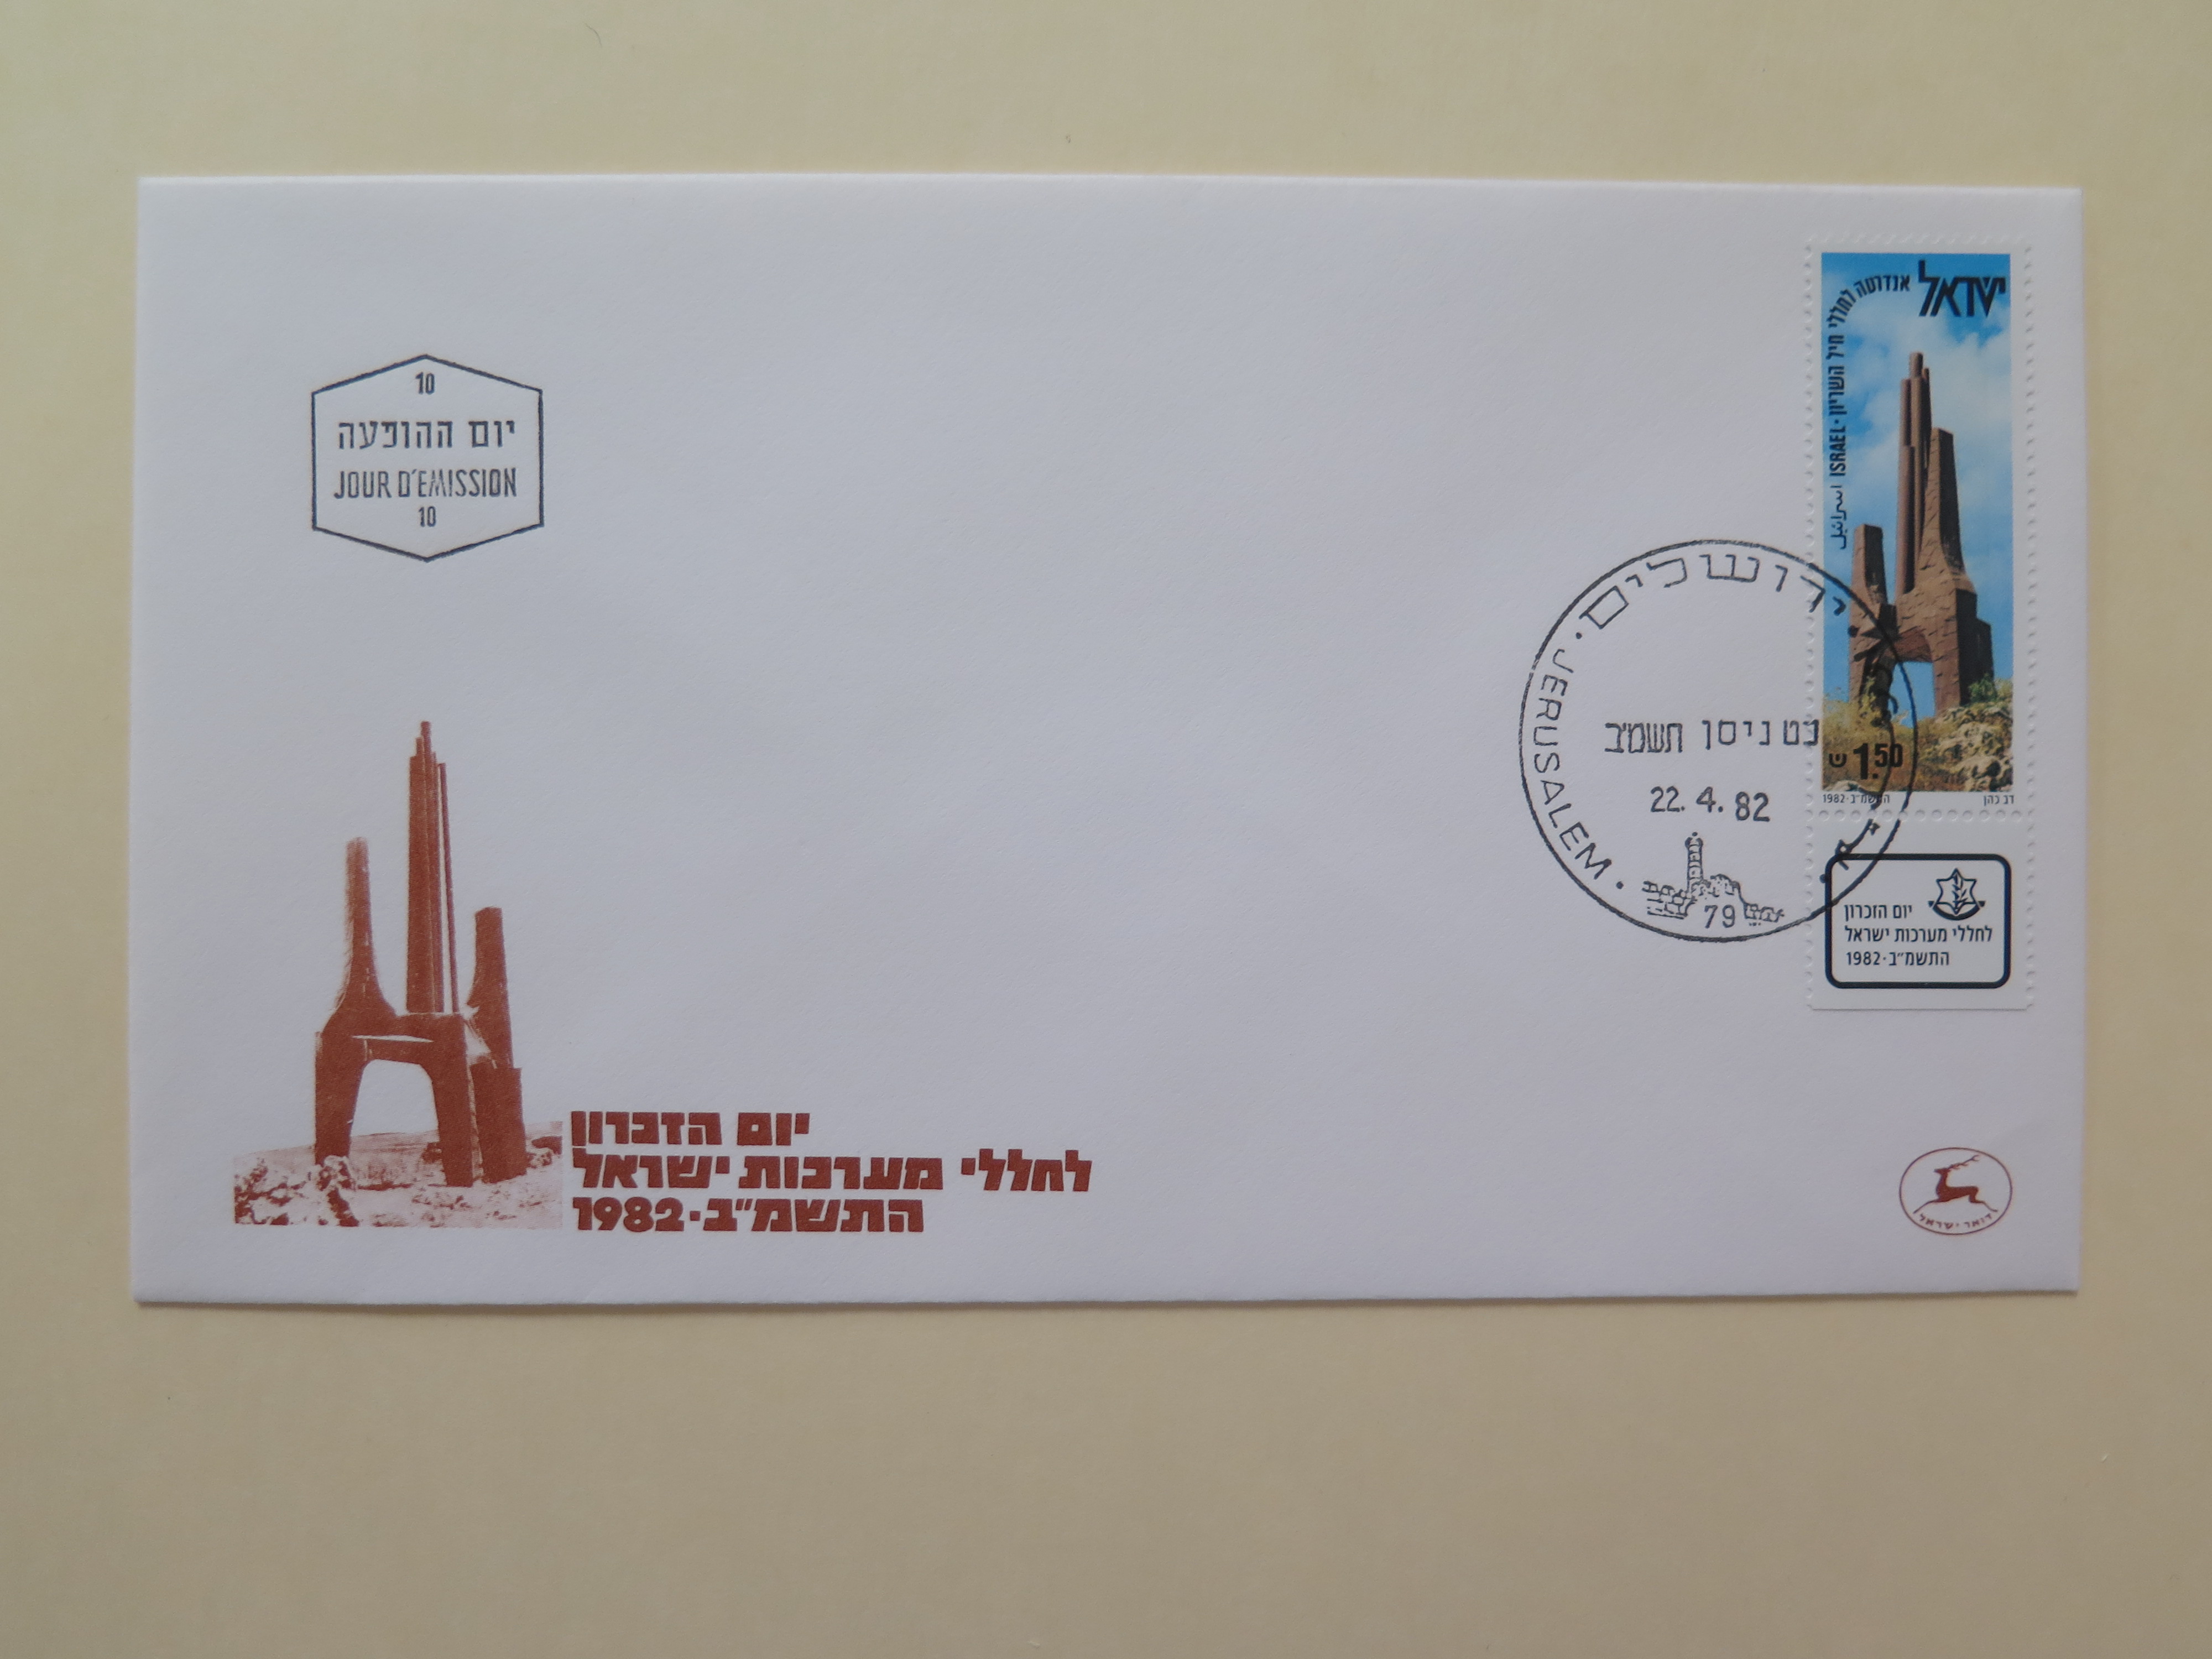 10
יום ההופעה
JOUR D'EMISSION
10
ישראל
אנדרטה לחללי חיל השריון · ISRAEL اسرائيل
1.50 ש
1982·התשמ״ב
דב כהן
ירושלים · JERUSALEM ·
כט ניסן תשמ״ב
22. 4. 82
79
יום הזכרון
לחללי מערכות ישראל
התשמ״ב·1982
יום הזכרון
לחללי מערכות ישראל
התשמ״ב·1982
דואר ישראל